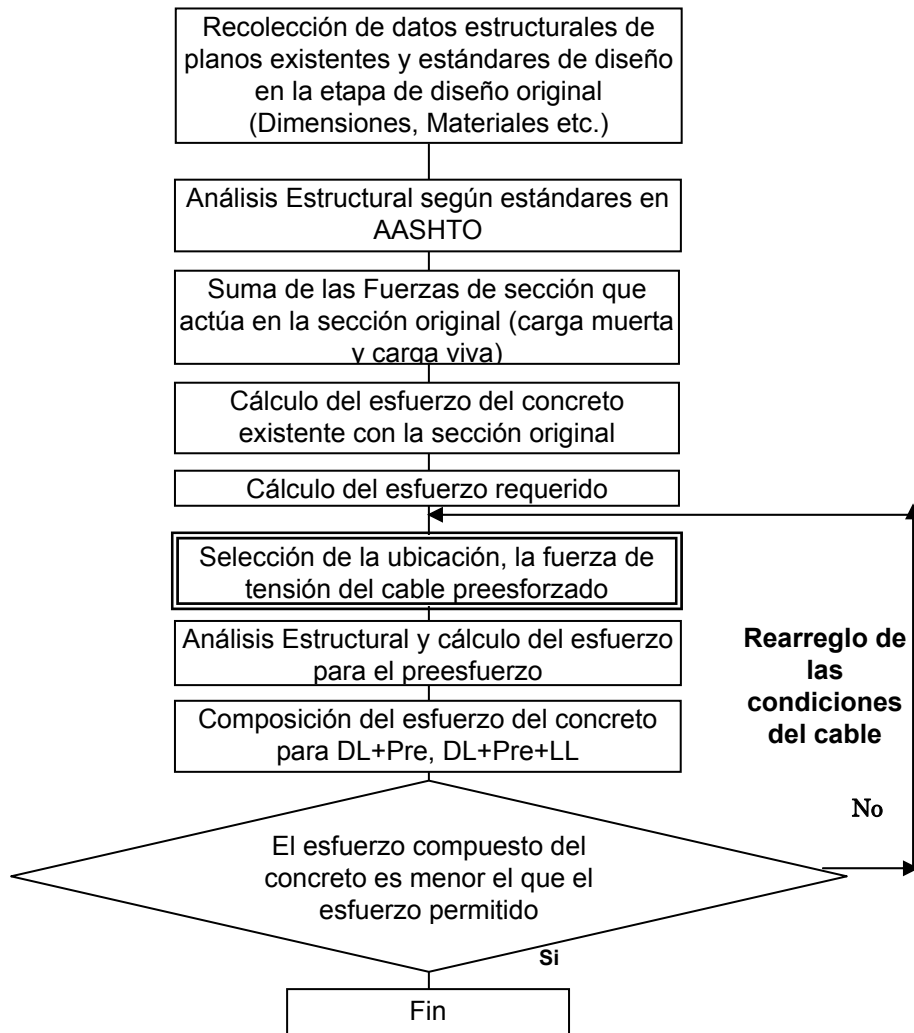 Recolección de datos estructurales de
planos existentes y estándares de diseño
en la etapa de diseño original
(Dimensiones, Materiales etc.)
Análisis Estructural según estándares en
AASHTO
Suma de las Fuerzas de sección que
actúa en la sección original (carga muerta
y carga viva)
Cálculo del esfuerzo del concreto
existente con la sección original
Cálculo del esfuerzo requerido
Selección de la ubicación, la fuerza de
tensión del cable preesforzado
Análisis Estructural y cálculo del esfuerzo
para el preesfuerzo
Composición del esfuerzo del concreto
para DL+Pre, DL+Pre+LL
Rearreglo de
las
condiciones
del cable
No
El esfuerzo compuesto del
concreto es menor el que el
esfuerzo permitido
Si
Fin